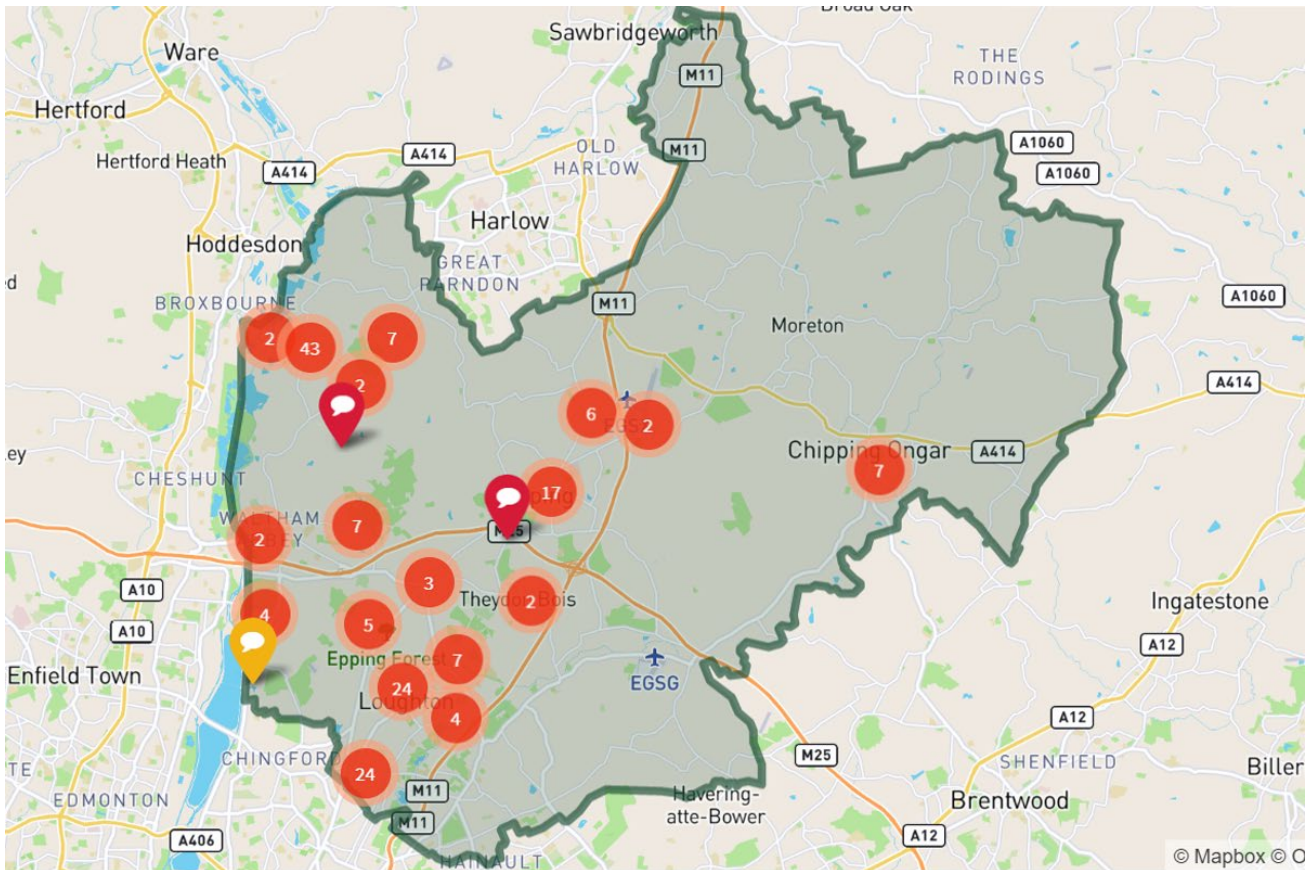 Broad Oak
Sawbridgeworth
Ware
THE
RODINGS
M11
Hertford
OLD
HARLOW
M11
A1060
A414
Hertford Heath
A414
A1060
Harlow
Hoddesdon
GREAT
PARNDON
BROXBOURNE
M11
A1060
Moreton
2
43
7
2
A414
6
2
Chipping Ongar
A414
7
ley
CHESHUNT
17
WALTHAM
ABBEY
2
7
M25
A10
3
Theydon Bois
2
Ingatestone
4
5
A10
A12
Epping Forest
7
Enfield Town
EGSG
24
Loughton
4
A12
CHINGFORD
M25
SHENFIELD
24
M11
EDMONTON
Havering-
atte-Bower
Brentwood
M11
A406
A12
HAINAULT
© Mapbox ©